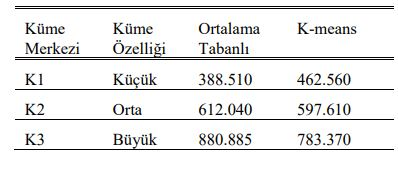 Küme Küme Ortalama K-means
Merkezi Özelliği Tabanlı
K1 Küçük 388.510 462.560
K2 Orta 612.040 597.610
K3 Büyük 880.885 783.370